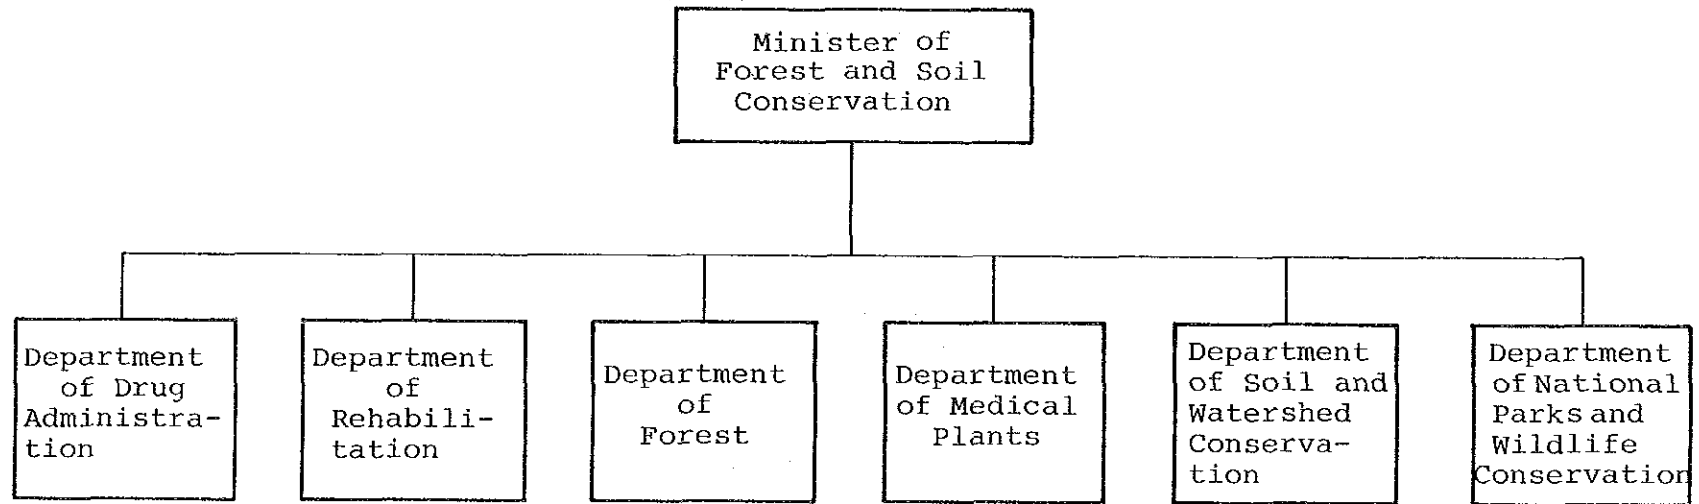 Minister of
Forest and Soil
Conservation
Department
of Drug
Administra-
tion
Department
of
Rehabili-
tation
Department
of
Forest
Department
of Medical
Plants
Department
of Soil and
Watershed
Conserva-
tion
Department
of National
Parks and
Wildlife
Conservation